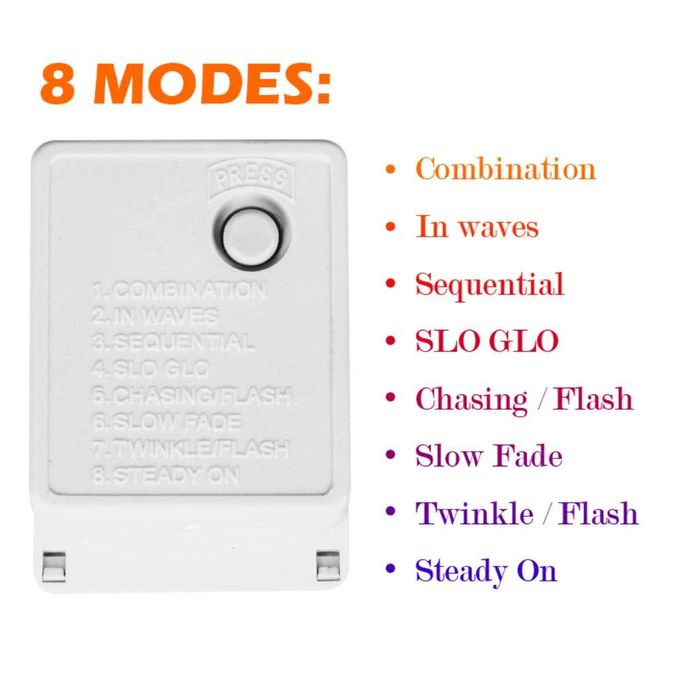 8 MODES:
PRESS
1. COMBINATION
2. IN WAVES
3. SEQUENTIAL
4. SLO GLO
5. CHASING/FLASH
6. SLOW FADE
7. TWINKLE/FLASH
8. STEADY ON
• Combination
• In waves
• Sequential
• SLO GLO
• Chasing / Flash
• Slow Fade
• Twinkle / Flash
• Steady On